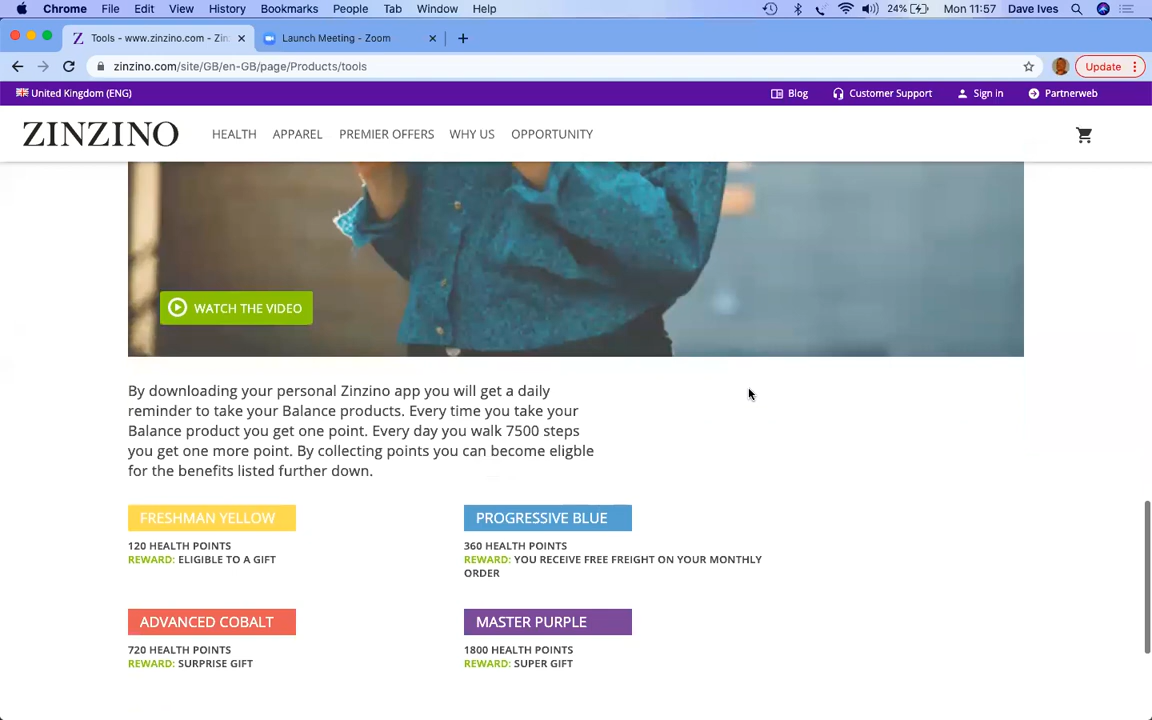 Chrome File Edit View History Bookmarks People Tab Window Help 24% Mon 11:57 Dave Ives
Tools - www.zinzino.com - Zin Launch Meeting - Zoom
zinzino.com/site/GB/en-GB/page/Products/tools Update
United Kingdom (ENG) Blog Customer Support Sign in Partnerweb
ZINZINO HEALTH APPAREL PREMIER OFFERS WHY US OPPORTUNITY
WATCH THE VIDEO
By downloading your personal Zinzino app you will get a daily
reminder to take your Balance products. Every time you take your
Balance product you get one point. Every day you walk 7500 steps
you get one more point. By collecting points you can become eligble
for the benefits listed further down.
FRESHMAN YELLOW
120 HEALTH POINTS
REWARD: ELIGIBLE TO A GIFT
PROGRESSIVE BLUE
360 HEALTH POINTS
REWARD: YOU RECEIVE FREE FREIGHT ON YOUR MONTHLY
ORDER
ADVANCED COBALT
720 HEALTH POINTS
REWARD: SURPRISE GIFT
MASTER PURPLE
1800 HEALTH POINTS
REWARD: SUPER GIFT